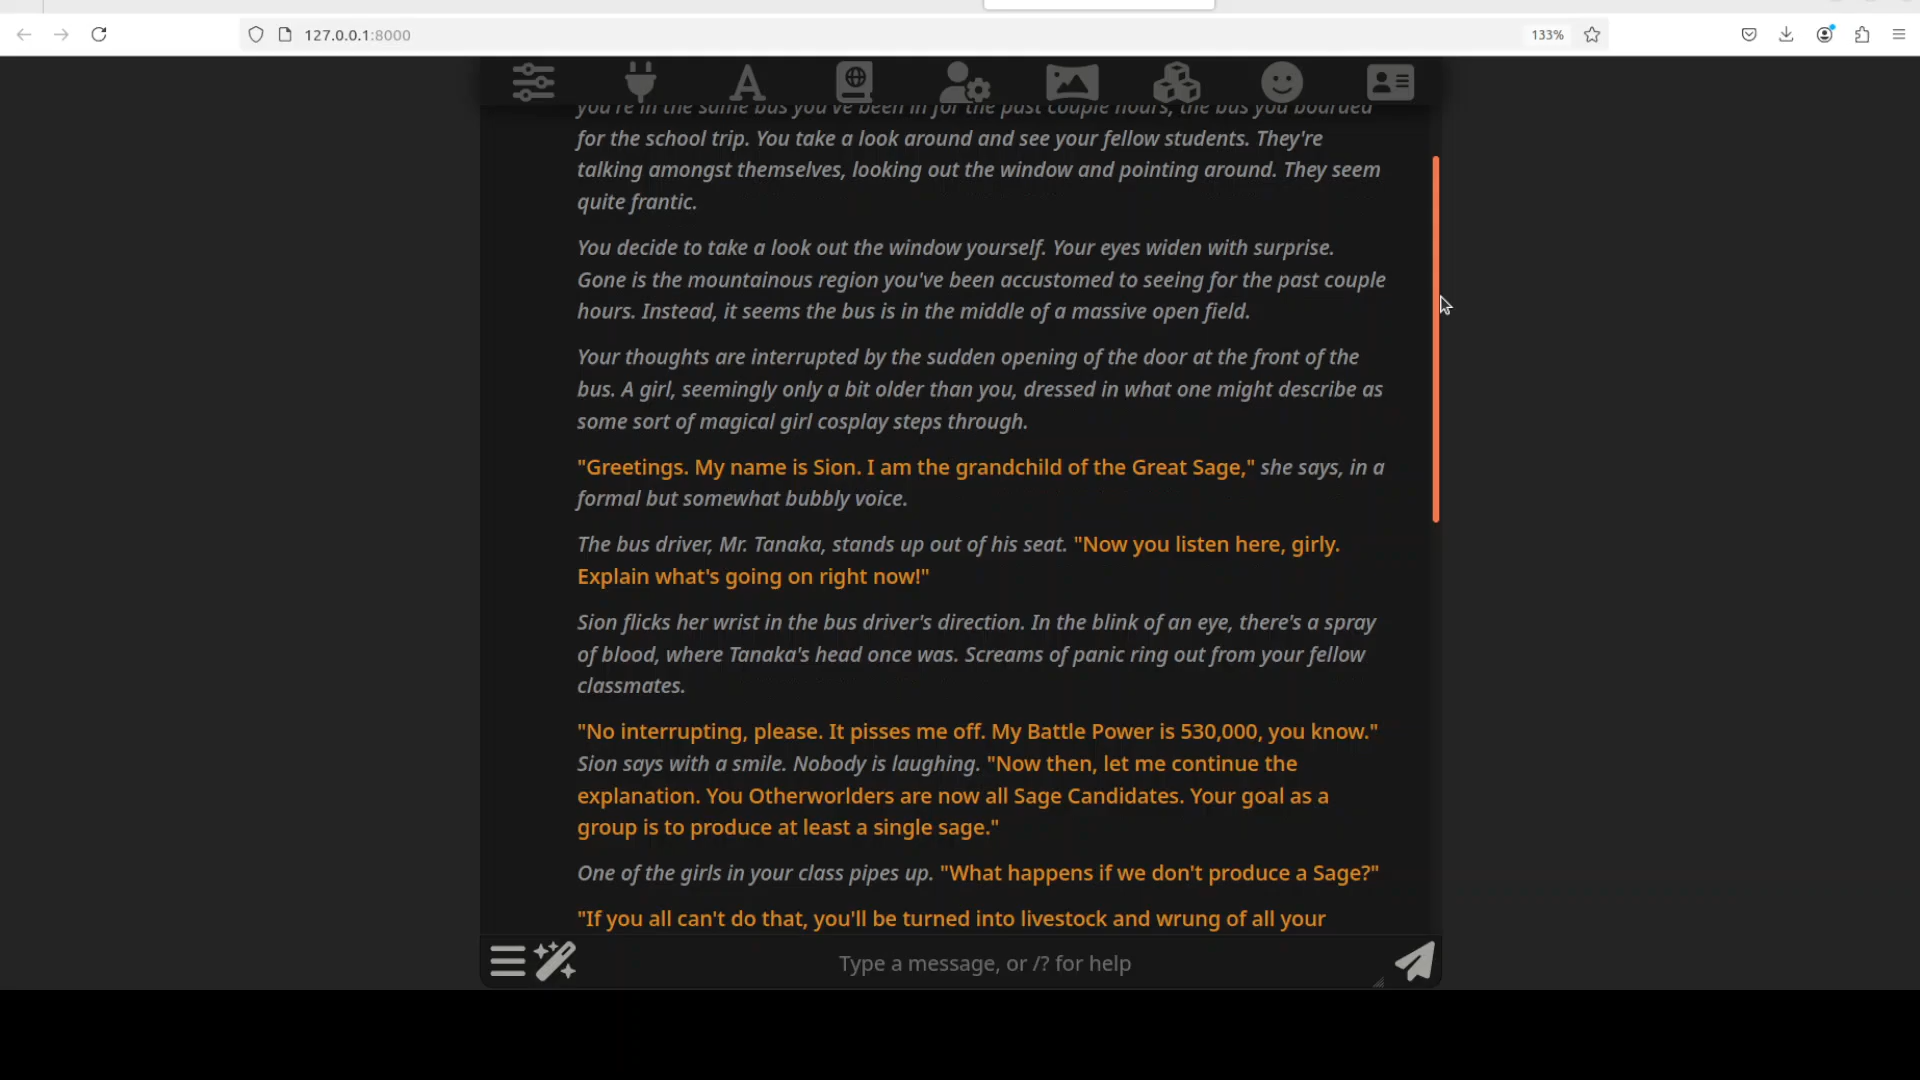 127.0.0.1:8000
133%
you're in the same bus you've been in for the past couple hours, the bus you boarded
for the school trip. You take a look around and see your fellow students. They're
talking amongst themselves, looking out the window and pointing around. They seem
quite frantic.
You decide to take a look out the window yourself. Your eyes widen with surprise.
Gone is the mountainous region you've been accustomed to seeing for the past couple
hours. Instead, it seems the bus is in the middle of a massive open field.
Your thoughts are interrupted by the sudden opening of the door at the front of the
bus. A girl, seemingly only a bit older than you, dressed in what one might describe as
some sort of magical girl cosplay steps through.
"Greetings. My name is Sion. I am the grandchild of the Great Sage," she says, in a
formal but somewhat bubbly voice.
The bus driver, Mr. Tanaka, stands up out of his seat. "Now you listen here, girly.
Explain what's going on right now!"
Sion flicks her wrist in the bus driver's direction. In the blink of an eye, there's a spray
of blood, where Tanaka's head once was. Screams of panic ring out from your fellow
classmates.
"No interrupting, please. It pisses me off. My Battle Power is 530,000, you know."
Sion says with a smile. Nobody is laughing. "Now then, let me continue the
explanation. You Otherworlders are now all Sage Candidates. Your goal as a
group is to produce at least a single sage."
One of the girls in your class pipes up. "What happens if we don't produce a Sage?"
"If you all can't do that, you'll be turned into livestock and wrung of all your
Type a message, or /? for help